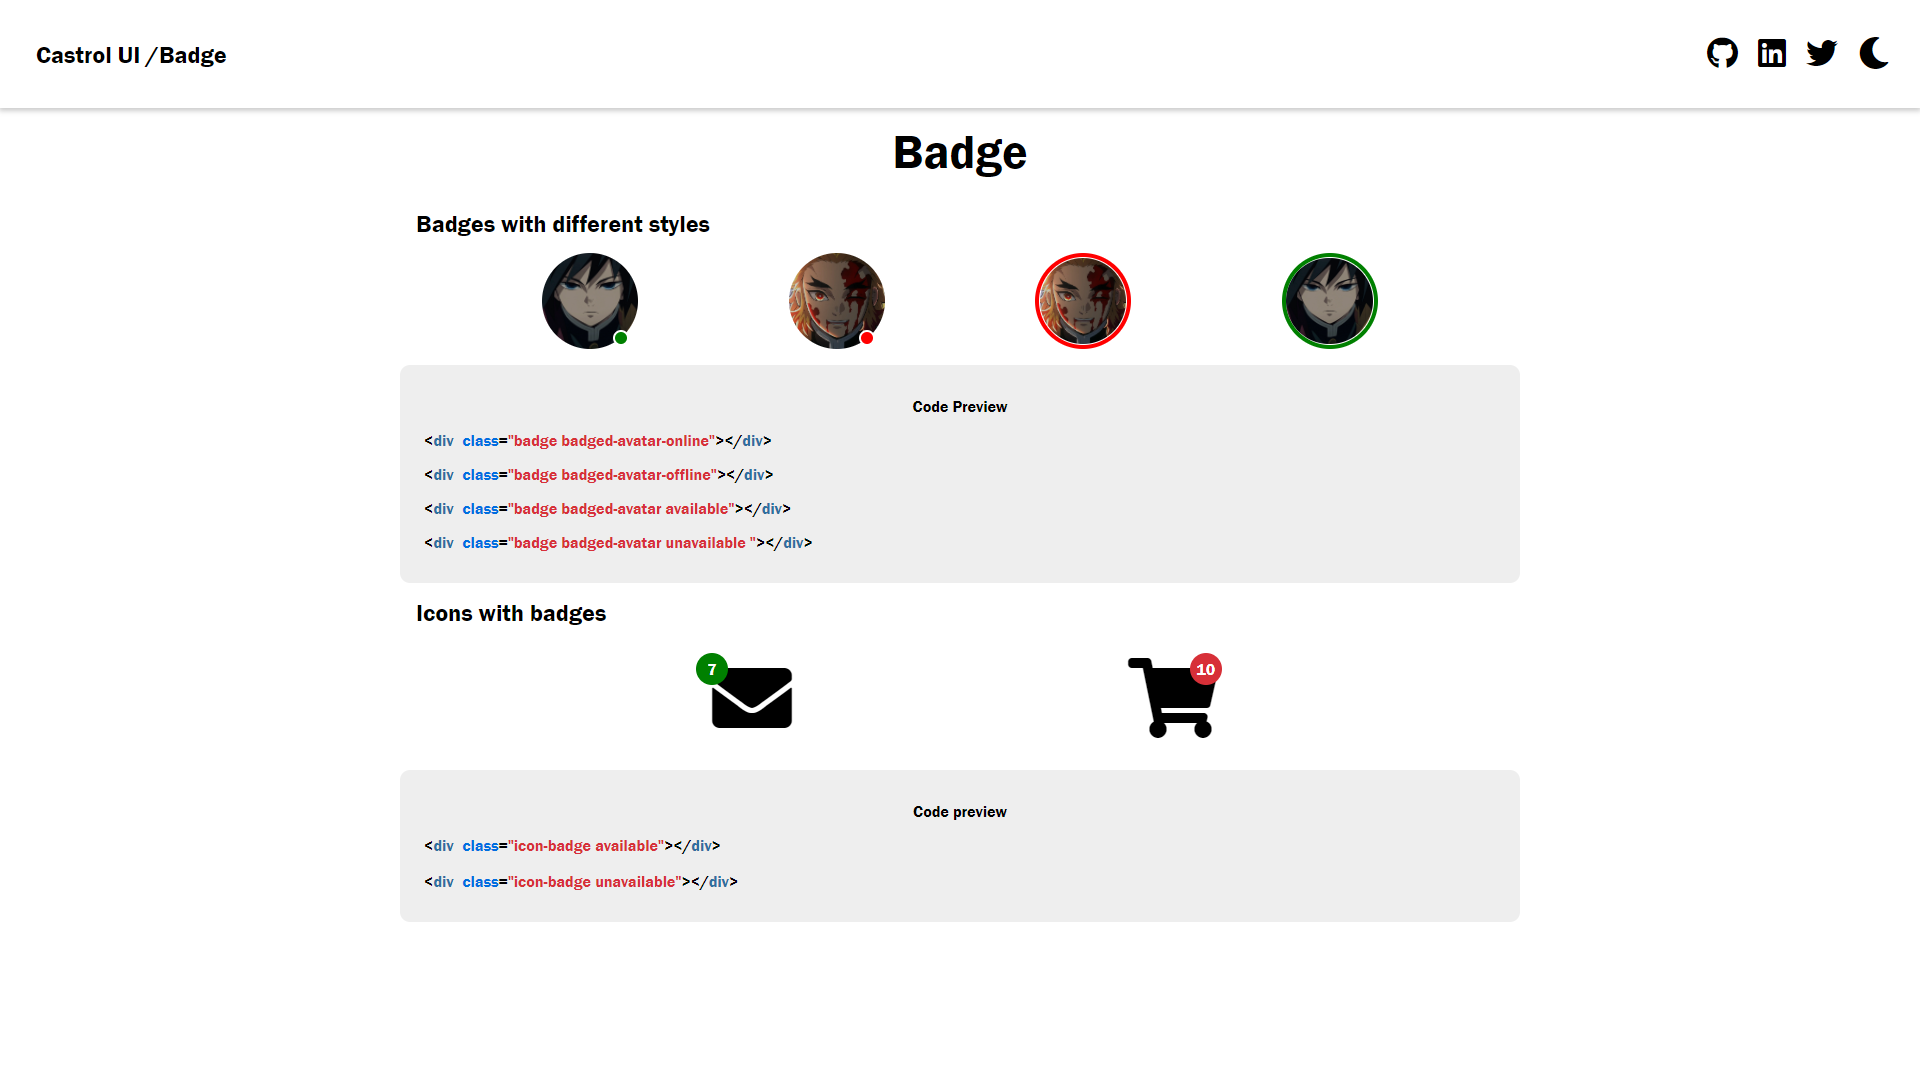 Castrol UI /Badge
Badge
Badges with different styles
Code Preview
<div class="badge badged-avatar-online"></div>
<div class="badge badged-avatar-offline"></div>
<div class="badge badged-avatar available"></div>
<div class="badge badged-avatar unavailable "></div>
Icons with badges
7
10
Code preview
<div class="icon-badge available"></div>
<div class="icon-badge unavailable"></div>